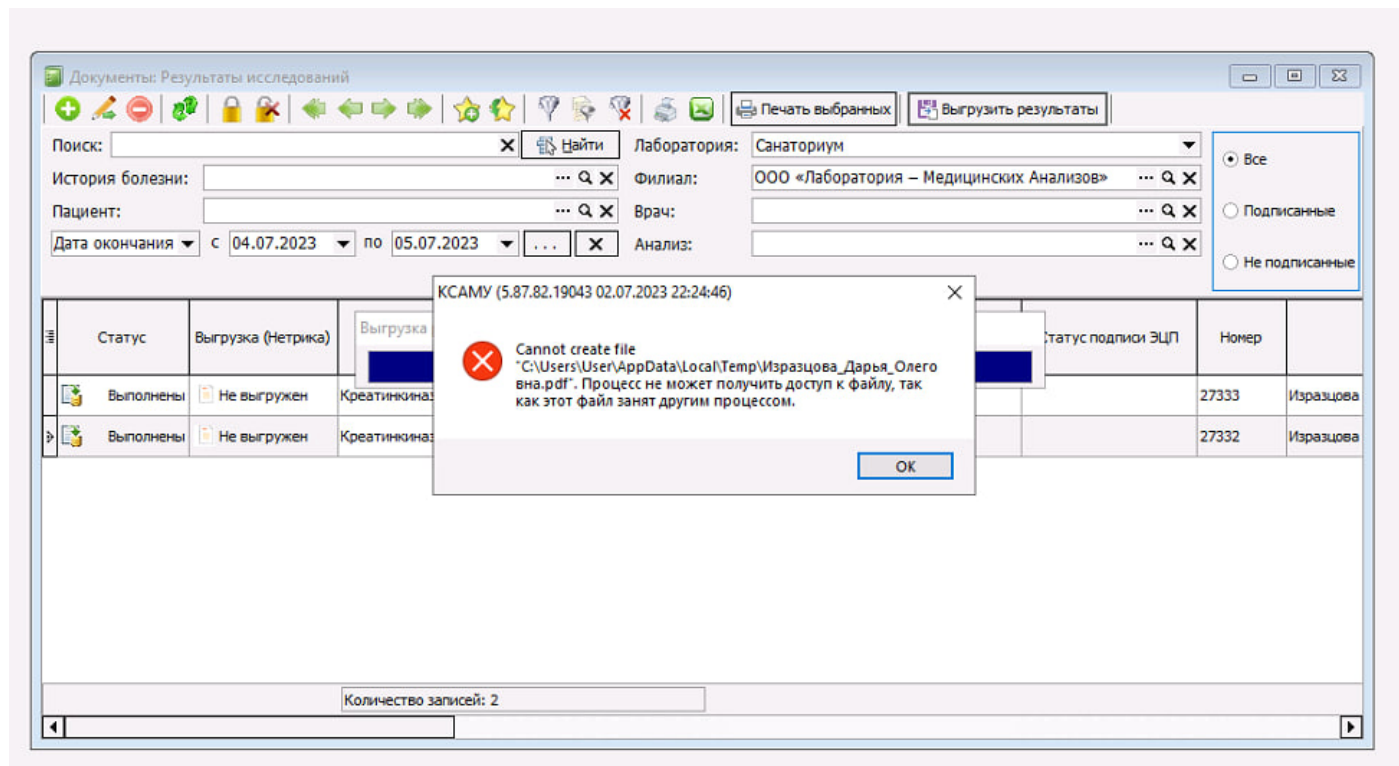 Документы: Результаты исследований
Печать выбранных Выгрузить результаты
Поиск: Найти Лаборатория: Санаториум
История болезни: Филиал: ООО «Лаборатория – Медицинских Анализов»
Пациент: Врач:
Дата окончания с 04.07.2023 по 05.07.2023 ... Анализ:
Все
Подписанные
Не подписанные
КСАМУ (5.87.82.19043 02.07.2023 22:24:46)
Cannot create file
"C:\Users\User\AppData\Local\Temp\Изразцова_Дарья_Олего
вна.pdf". Процесс не может получить доступ к файлу, так
как этот файл занят другим процессом.
OK
Выгрузка
Статус Выгрузка (Нетрика) Статус подписи ЭЦП Номер
Выполнены Не выгружен Креатинкиназ 27333 Изразцова
Выполнены Не выгружен Креатинкиназ 27332 Изразцова
Количество записей: 2